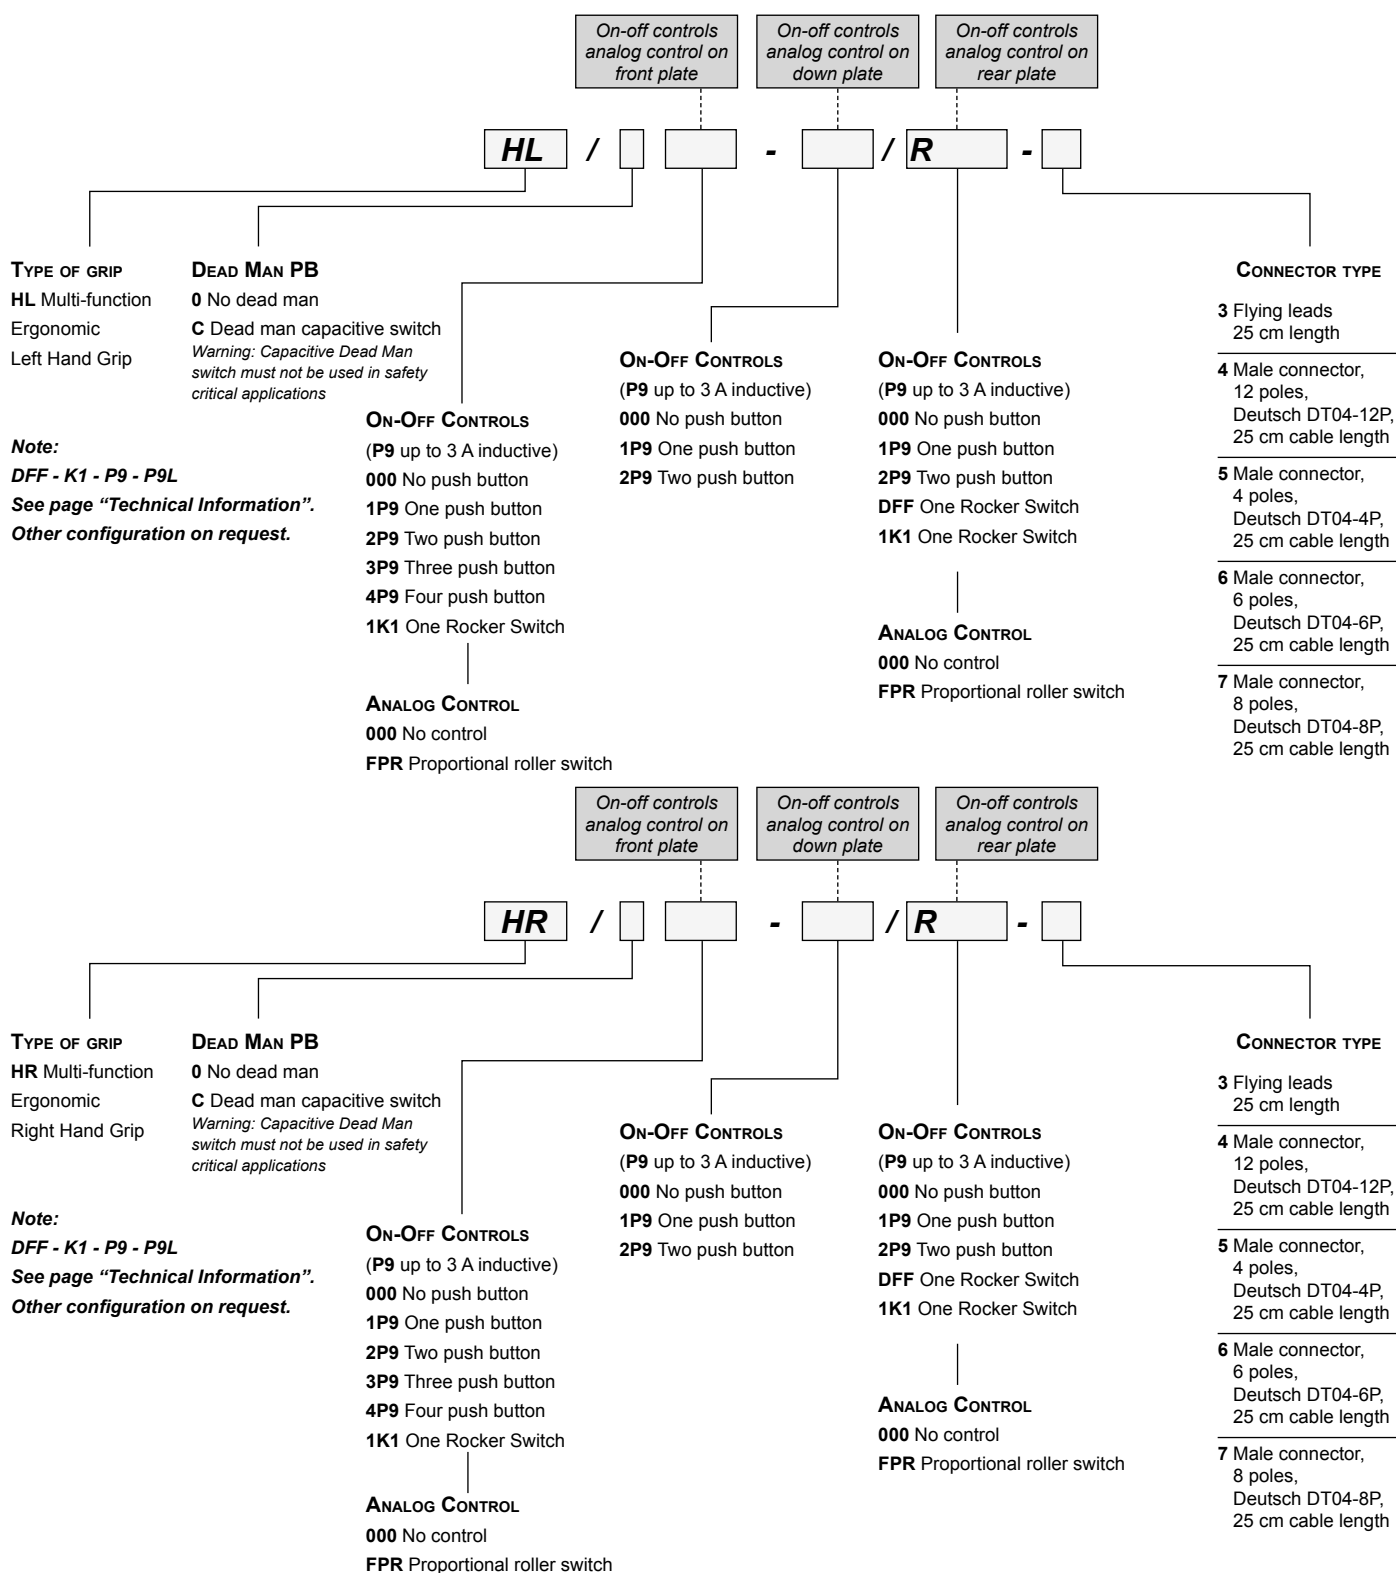 On-off controls
analog control on
front plate
On-off controls
analog control on
down plate
On-off controls
analog control on
rear plate
HL / - / R -
TYPE OF GRIP
HL Multi-function
Ergonomic
Left Hand Grip
Note:
DFF - K1 - P9 - P9L
See page “Technical Information”.
Other configuration on request.
DEAD MAN PB
0 No dead man
C Dead man capacitive switch
Warning: Capacitive Dead Man
switch must not be used in safety
critical applications
ON-OFF CONTROLS
(P9 up to 3 A inductive)
000 No push button
1P9 One push button
2P9 Two push button
3P9 Three push button
4P9 Four push button
1K1 One Rocker Switch
ANALOG CONTROL
000 No control
FPR Proportional roller switch
ON-OFF CONTROLS
(P9 up to 3 A inductive)
000 No push button
1P9 One push button
2P9 Two push button
ON-OFF CONTROLS
(P9 up to 3 A inductive)
000 No push button
1P9 One push button
2P9 Two push button
DFF One Rocker Switch
1K1 One Rocker Switch
ANALOG CONTROL
000 No control
FPR Proportional roller switch
CONNECTOR TYPE
3 Flying leads
25 cm length
4 Male connector,
12 poles,
Deutsch DT04-12P,
25 cm cable length
5 Male connector,
4 poles,
Deutsch DT04-4P,
25 cm cable length
6 Male connector,
6 poles,
Deutsch DT04-6P,
25 cm cable length
7 Male connector,
8 poles,
Deutsch DT04-8P,
25 cm cable length
On-off controls
analog control on
front plate
On-off controls
analog control on
down plate
On-off controls
analog control on
rear plate
HR / - / R -
TYPE OF GRIP
HR Multi-function
Ergonomic
Right Hand Grip
Note:
DFF - K1 - P9 - P9L
See page “Technical Information”.
Other configuration on request.
DEAD MAN PB
0 No dead man
C Dead man capacitive switch
Warning: Capacitive Dead Man
switch must not be used in safety
critical applications
ON-OFF CONTROLS
(P9 up to 3 A inductive)
000 No push button
1P9 One push button
2P9 Two push button
3P9 Three push button
4P9 Four push button
1K1 One Rocker Switch
ANALOG CONTROL
000 No control
FPR Proportional roller switch
ON-OFF CONTROLS
(P9 up to 3 A inductive)
000 No push button
1P9 One push button
2P9 Two push button
ON-OFF CONTROLS
(P9 up to 3 A inductive)
000 No push button
1P9 One push button
2P9 Two push button
DFF One Rocker Switch
1K1 One Rocker Switch
ANALOG CONTROL
000 No control
FPR Proportional roller switch
CONNECTOR TYPE
3 Flying leads
25 cm length
4 Male connector,
12 poles,
Deutsch DT04-12P,
25 cm cable length
5 Male connector,
4 poles,
Deutsch DT04-4P,
25 cm cable length
6 Male connector,
6 poles,
Deutsch DT04-6P,
25 cm cable length
7 Male connector,
8 poles,
Deutsch DT04-8P,
25 cm cable length